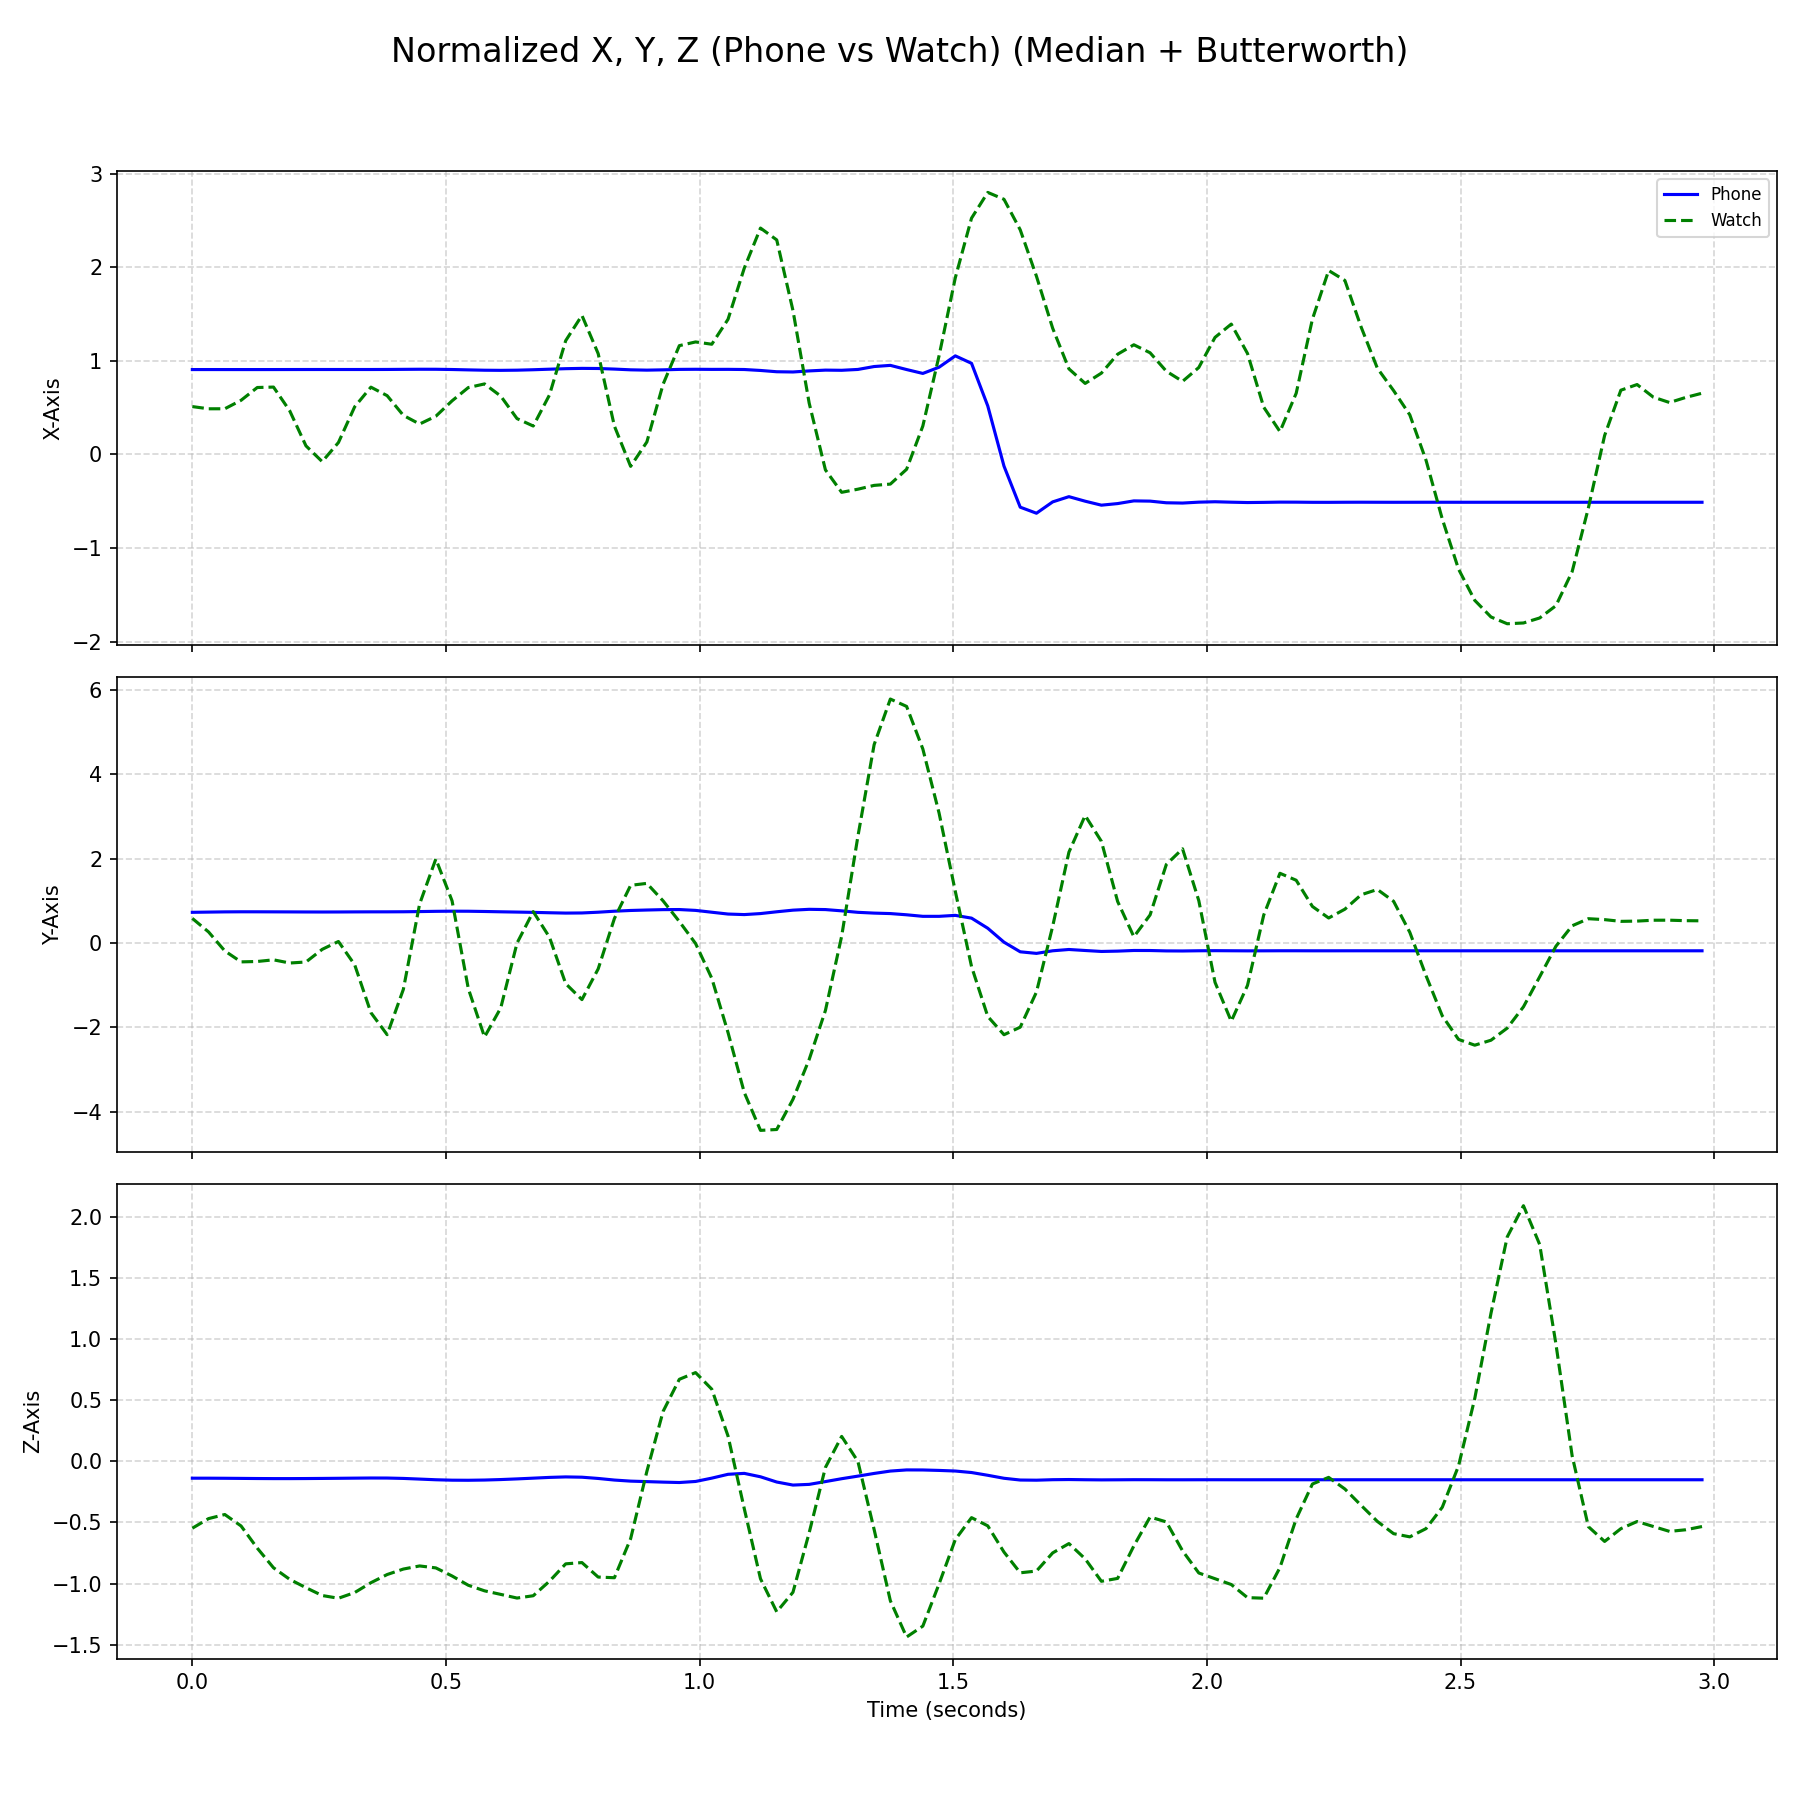 Normalized X, Y, Z (Phone vs Watch) (Median + Butterworth)
3
2
1
0
−1
−2
X-Axis
Phone
Watch
6
4
2
0
−2
−4
Y-Axis
2.0
1.5
1.0
0.5
0.0
−0.5
−1.0
−1.5
Z-Axis
0.0 0.5 1.0 1.5 2.0 2.5 3.0
Time (seconds)